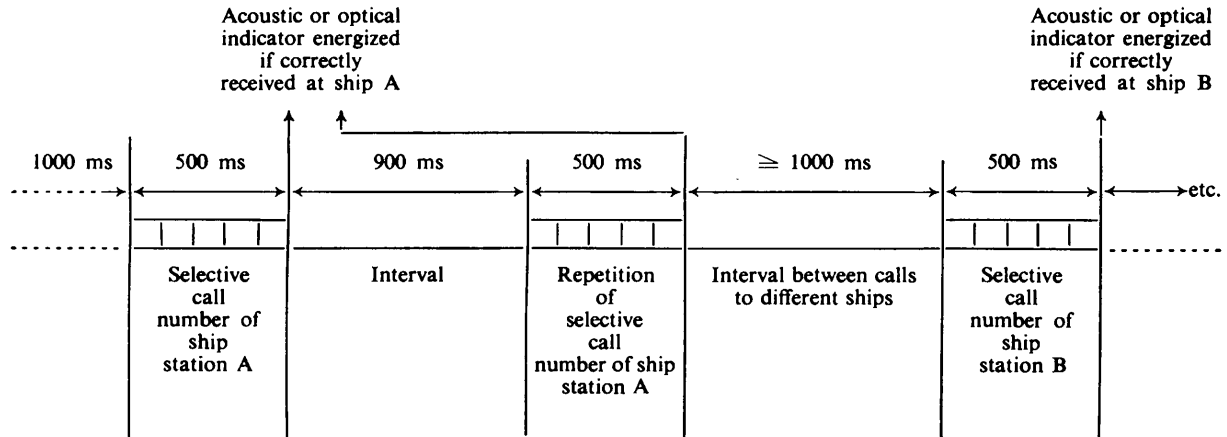 Acoustic or optical
indicator energized
if correctly
received at ship A
Acoustic or optical
indicator energized
if correctly
received at ship B
1000 ms
500 ms
900 ms
500 ms
≧ 1000 ms
500 ms
etc.
Selective
call
number of
ship
station A
Interval
Repetition
of
selective
call
number of ship
station A
Interval between calls
to different ships
Selective
call
number of
ship
station B